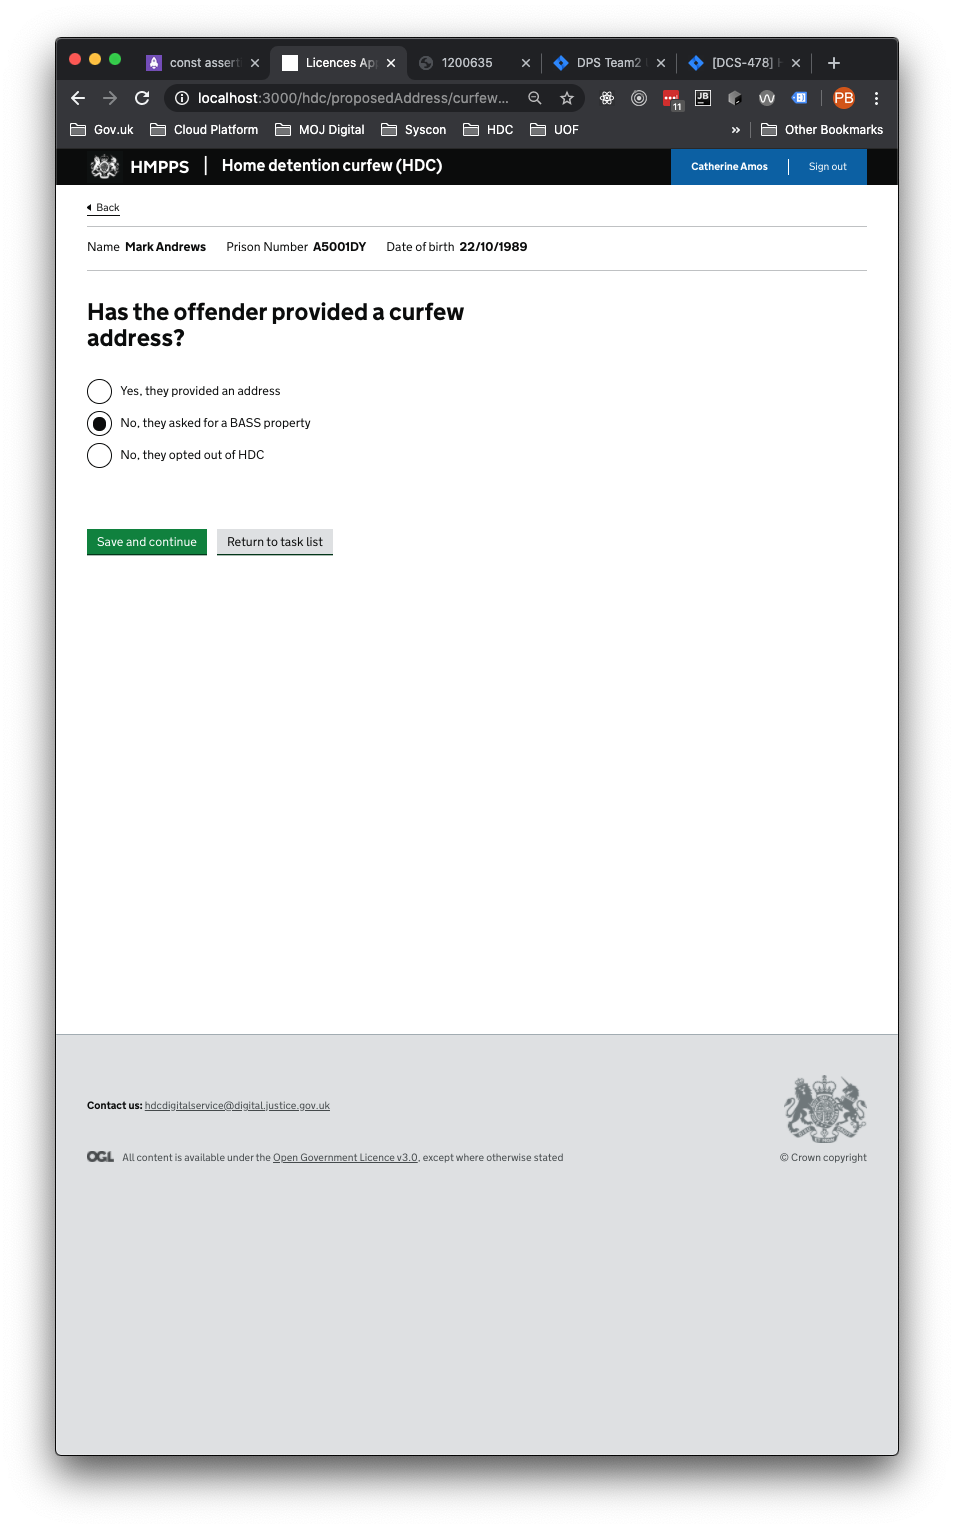 const assert
Licences Ap
1200635
DPS Team2
[DCS-478]
localhost:3000/hdc/proposedAddress/curfew...
JB
11
PB
Gov.uk
Cloud Platform
MOJ Digital
Syscon
HDC
UOF
»
Other Bookmarks
HMPPS
Home detention curfew (HDC)
Catherine Amos
Sign out
Back
Name Mark Andrews Prison Number A5001DY Date of birth 22/10/1989
Has the offender provided a curfew
address?
Yes, they provided an address
No, they asked for a BASS property
No, they opted out of HDC
Save and continue
Return to task list
Contact us: hdcdigitalservice@digital.justice.gov.uk
OGL All content is available under the Open Government Licence v3.0, except where otherwise stated
© Crown copyright